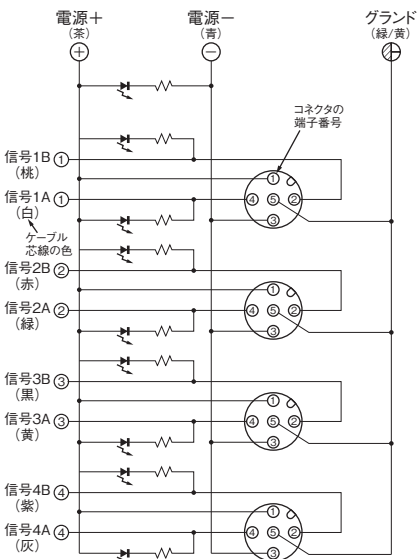 電源＋
(茶)
電源－
(青)
グランド
(緑/黄)
＋
－
コネクタの
端子番号
信号1B ①
(桃)
信号1A ①
(白)
ケーブル
芯線の色
① ④ ⑤ ② ③
信号2B ②
(赤)
信号2A ②
(緑)
① ④ ⑤ ② ③
信号3B ③
(黒)
信号3A ③
(黄)
① ④ ⑤ ② ③
信号4B ④
(紫)
信号4A ④
(灰)
① ④ ⑤ ② ③